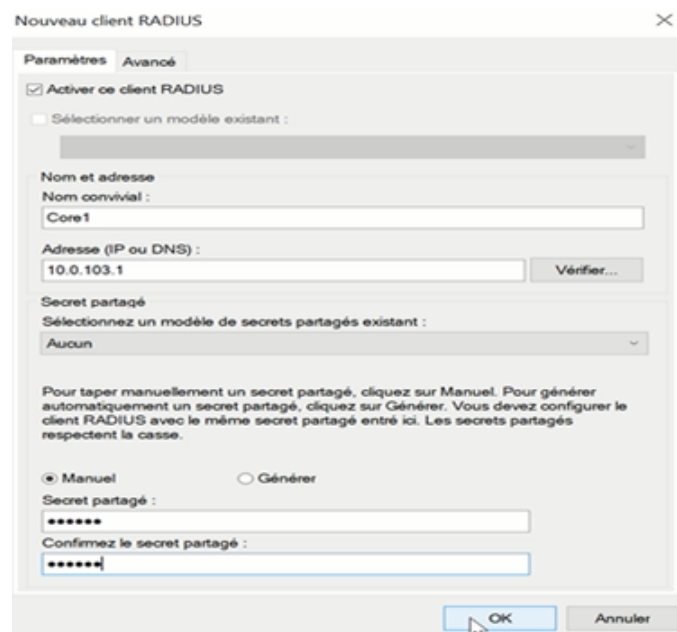 Nouveau client RADIUS
Paramètres Avancé
Activer ce client RADIUS
Sélectionner un modèle existant :
Nom et adresse
Nom convivial :
Core1
Adresse (IP ou DNS) :
10.0.103.1 Vérifier...
Secret partagé
Sélectionnez un modèle de secrets partagés existant :
Aucun
Pour taper manuellement un secret partagé, cliquez sur Manuel. Pour générer
automatiquement un secret partagé, cliquez sur Générer. Vous devez configurer le
client RADIUS avec le même secret partagé entré ici. Les secrets partagés
respectent la casse.
Manuel Générer
Secret partagé :
••••••
Confirmez le secret partagé :
••••••
OK Annuler